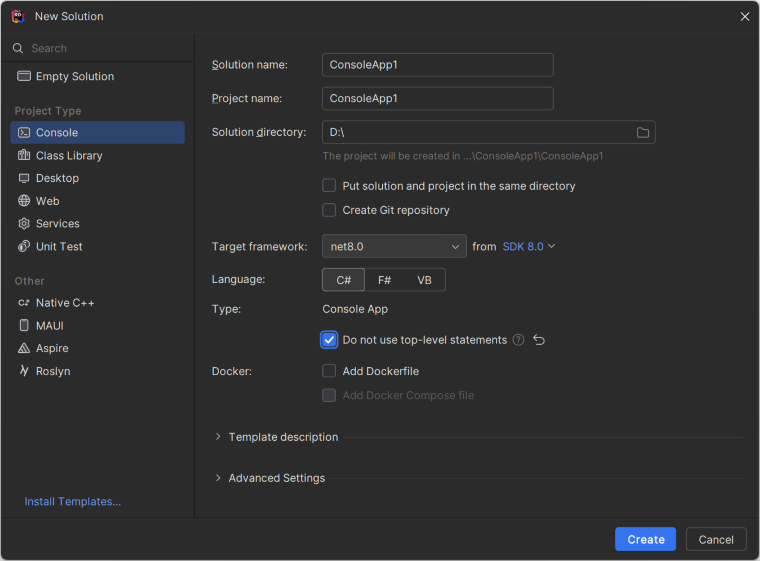 New Solution
Search
Empty Solution
Project Type
Console
Class Library
Desktop
Web
Services
Unit Test
Other
Native C++
MAUI
Aspire
Roslyn
Install Templates...
Solution name: ConsoleApp1
Project name: ConsoleApp1
Solution directory: D:\
The project will be created in ...\ConsoleApp1\ConsoleApp1
Put solution and project in the same directory
Create Git repository
Target framework: net8.0 from SDK 8.0
Language: C# F# VB
Type: Console App
Do not use top-level statements ?
Docker: Add Dockerfile
Add Docker Compose file
Template description
Advanced Settings
Create Cancel